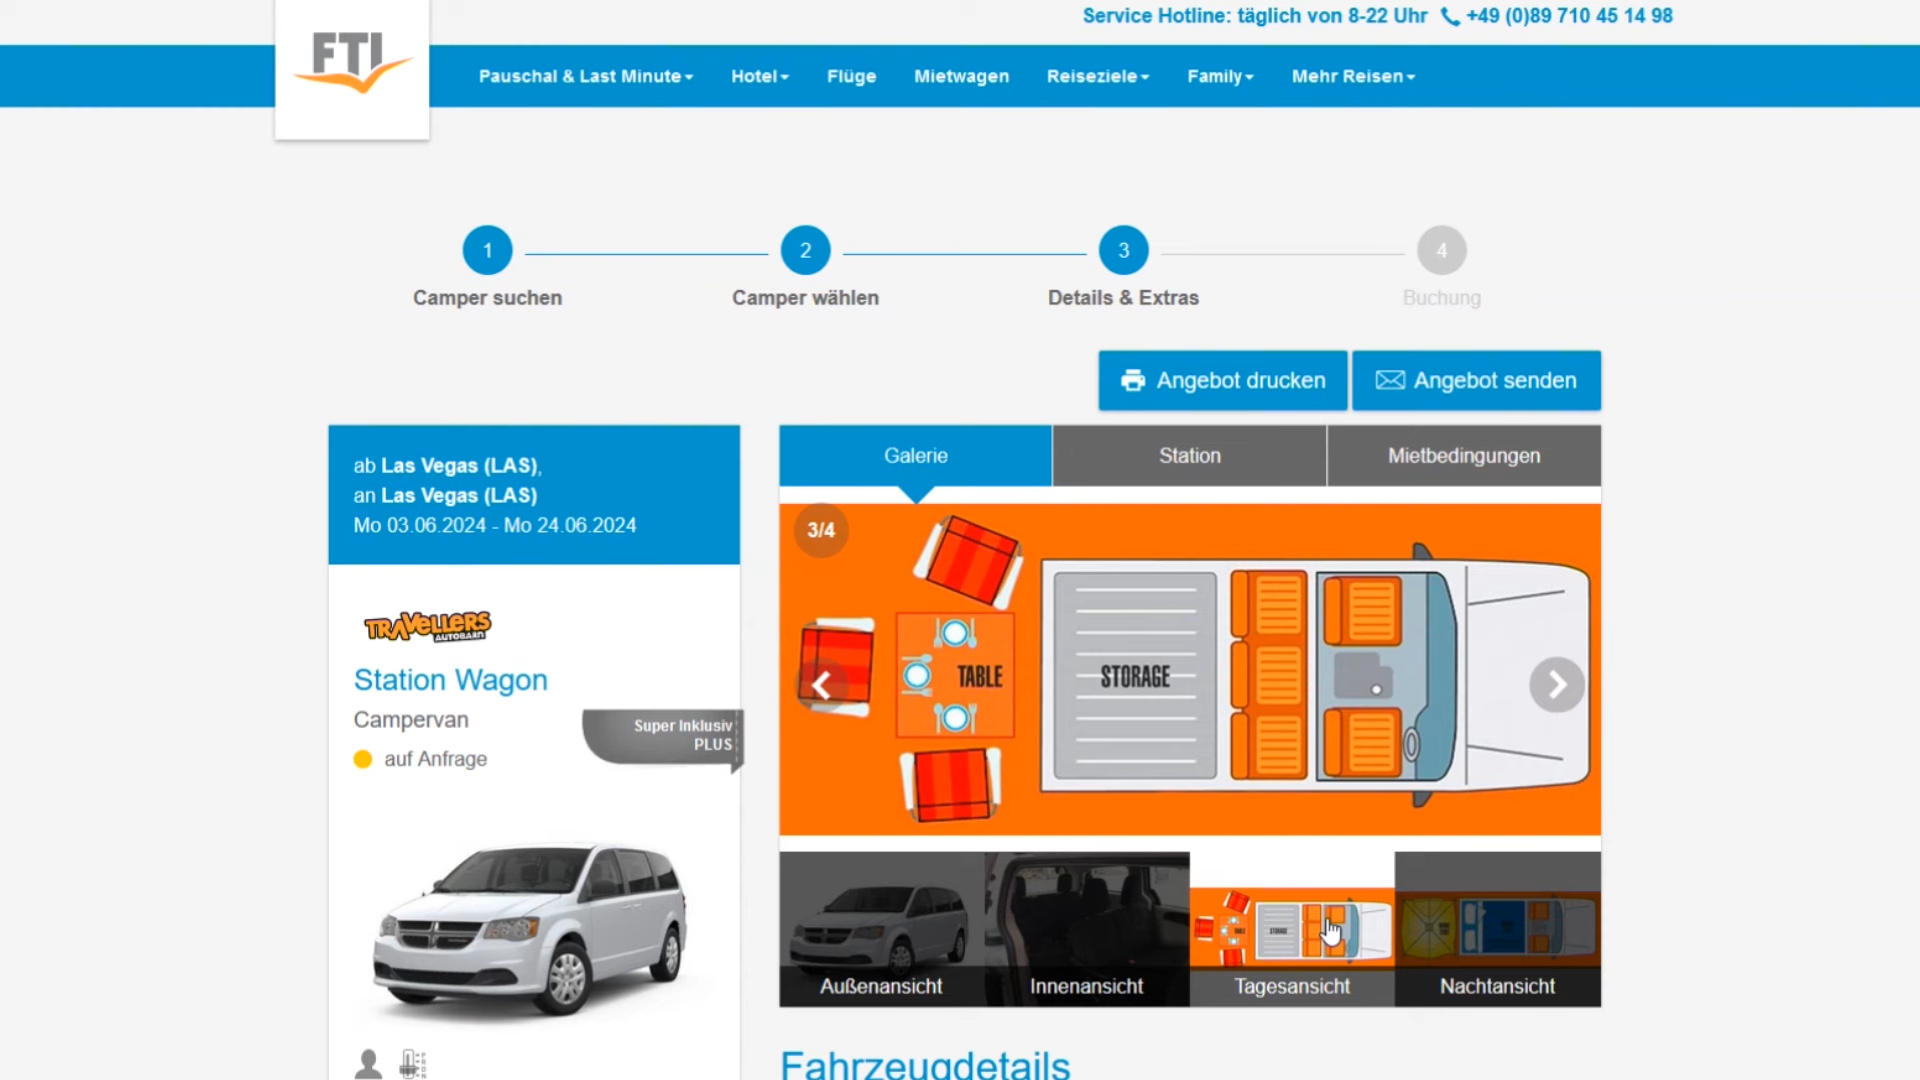 Service Hotline: täglich von 8-22 Uhr +49 (0)89 710 45 14 98
FTI
Pauschal & Last Minute Hotel Flüge Mietwagen Reiseziele Family Mehr Reisen
1 2 3 4
Camper suchen Camper wählen Details & Extras Buchung
Angebot drucken Angebot senden
ab Las Vegas (LAS),
an Las Vegas (LAS)
Mo 03.06.2024 - Mo 24.06.2024
TRAVELLERS
AUTOBARN
Station Wagon
Campervan
Super Inklusiv
PLUS
auf Anfrage
Galerie Station Mietbedingungen
3/4
TABLE STORAGE
Außenansicht Innenansicht Tagesansicht Nachtansicht
Fahrzeugdetails